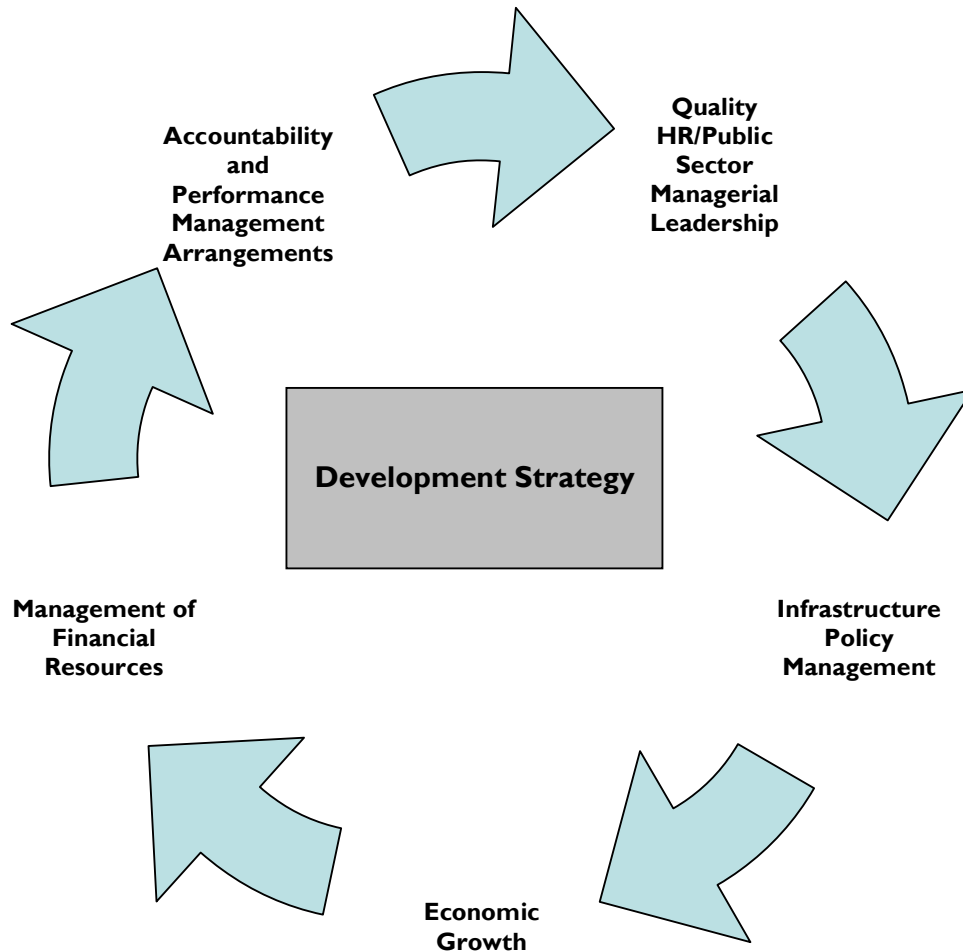 Accountability
and
Performance
Management
Arrangements
Quality
HR/Public
Sector
Managerial
Leadership
Development Strategy
Management of
Financial
Resources
Infrastructure
Policy
Management
Economic
Growth